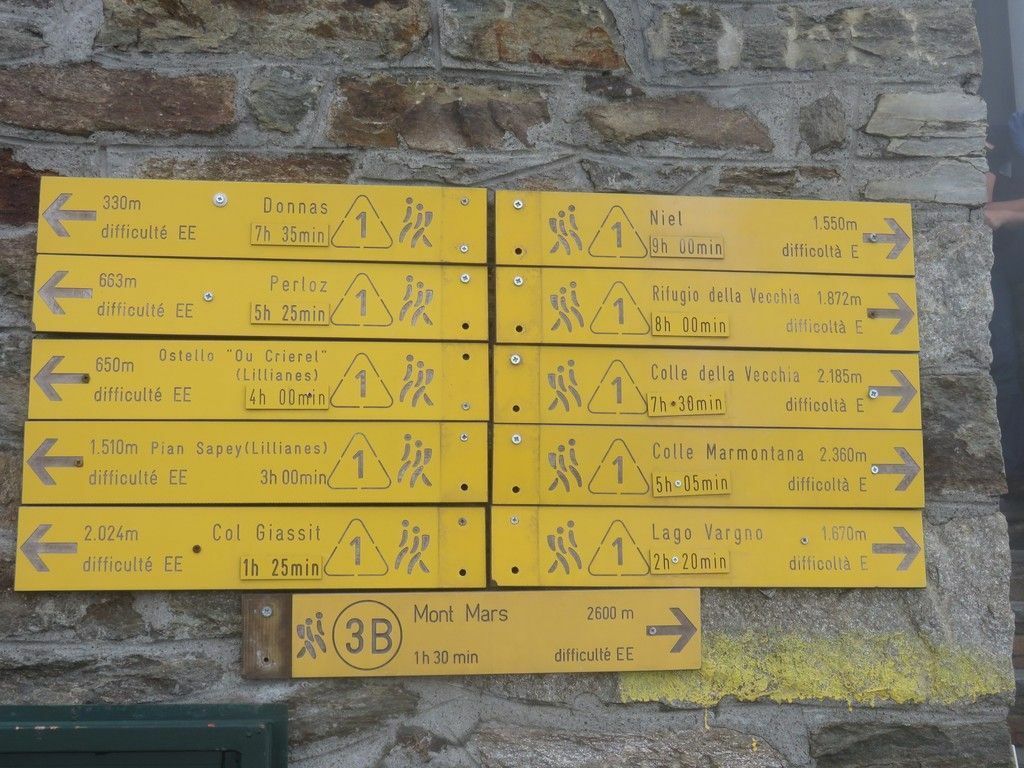 330m Donnas
difficulté EE 7h 35min 1
663m Perloz
difficulté EE 5h 25min 1
650m Ostello "Ou Crierel"
(Lillianes)
difficulté EE 4h 00min 1
1.510m Pian Sapey(Lillianes)
difficulté EE 3h 00min 1
2.024m Col Giassit
difficulté EE 1h 25min 1
1 Niel 1.550m
9h 00min difficoltà E
1 Rifugio della Vecchia 1.872m
8h 00min difficoltà E
1 Colle della Vecchia 2.185m
7h 30min difficoltà E
1 Colle Marmontana 2.360m
5h 05min difficoltà E
1 Lago Vargno 1.670m
2h 20min difficoltà E
3B Mont Mars 2600 m
1h 30 min difficulté EE